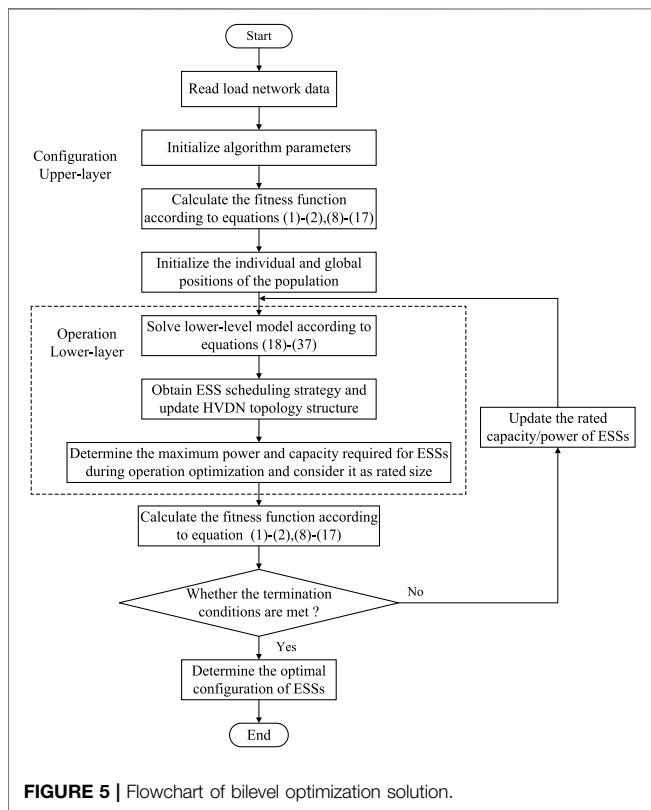 Start
Read load network data
Configuration
Upper-layer
Initialize algorithm parameters
Calculate the fitness function
according to equations (1)-(2),(8)-(17)
Initialize the individual and global
positions of the population
Operation
Lower-layer
Solve lower-level model according to
equations (18)-(37)
Obtain ESS scheduling strategy and
update HVDN topology structure
Update the rated
capacity/power of ESSs
Determine the maximum power and capacity required for ESSs
during operation optimization and consider it as rated size
Calculate the fitness function according
to equation (1)-(2),(8)-(17)
Whether the termination
conditions are met ?
No
Yes
Determine the optimal
configuration of ESSs
End
FIGURE 5 | Flowchart of bilevel optimization solution.